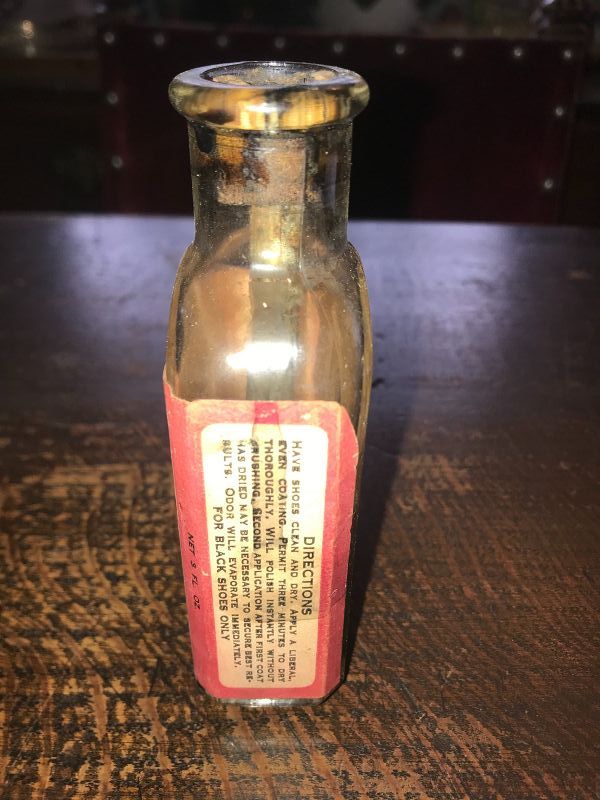 DIRECTIONS
HAVE SHOES CLEAN AND DRY. APPLY A LIBERAL,
EVEN COATING. PERMIT THREE MINUTES TO DRY
THOROUGHLY. WILL POLISH INSTANTLY WITHOUT
BRUSHING. SECOND APPLICATION AFTER FIRST COAT
HAS DRIED MAY BE NECESSARY TO SECURE BEST RE-
SULTS. ODOR WILL EVAPORATE IMMEDIATELY.
FOR BLACK SHOES ONLY
NET 3 FL. OZ.